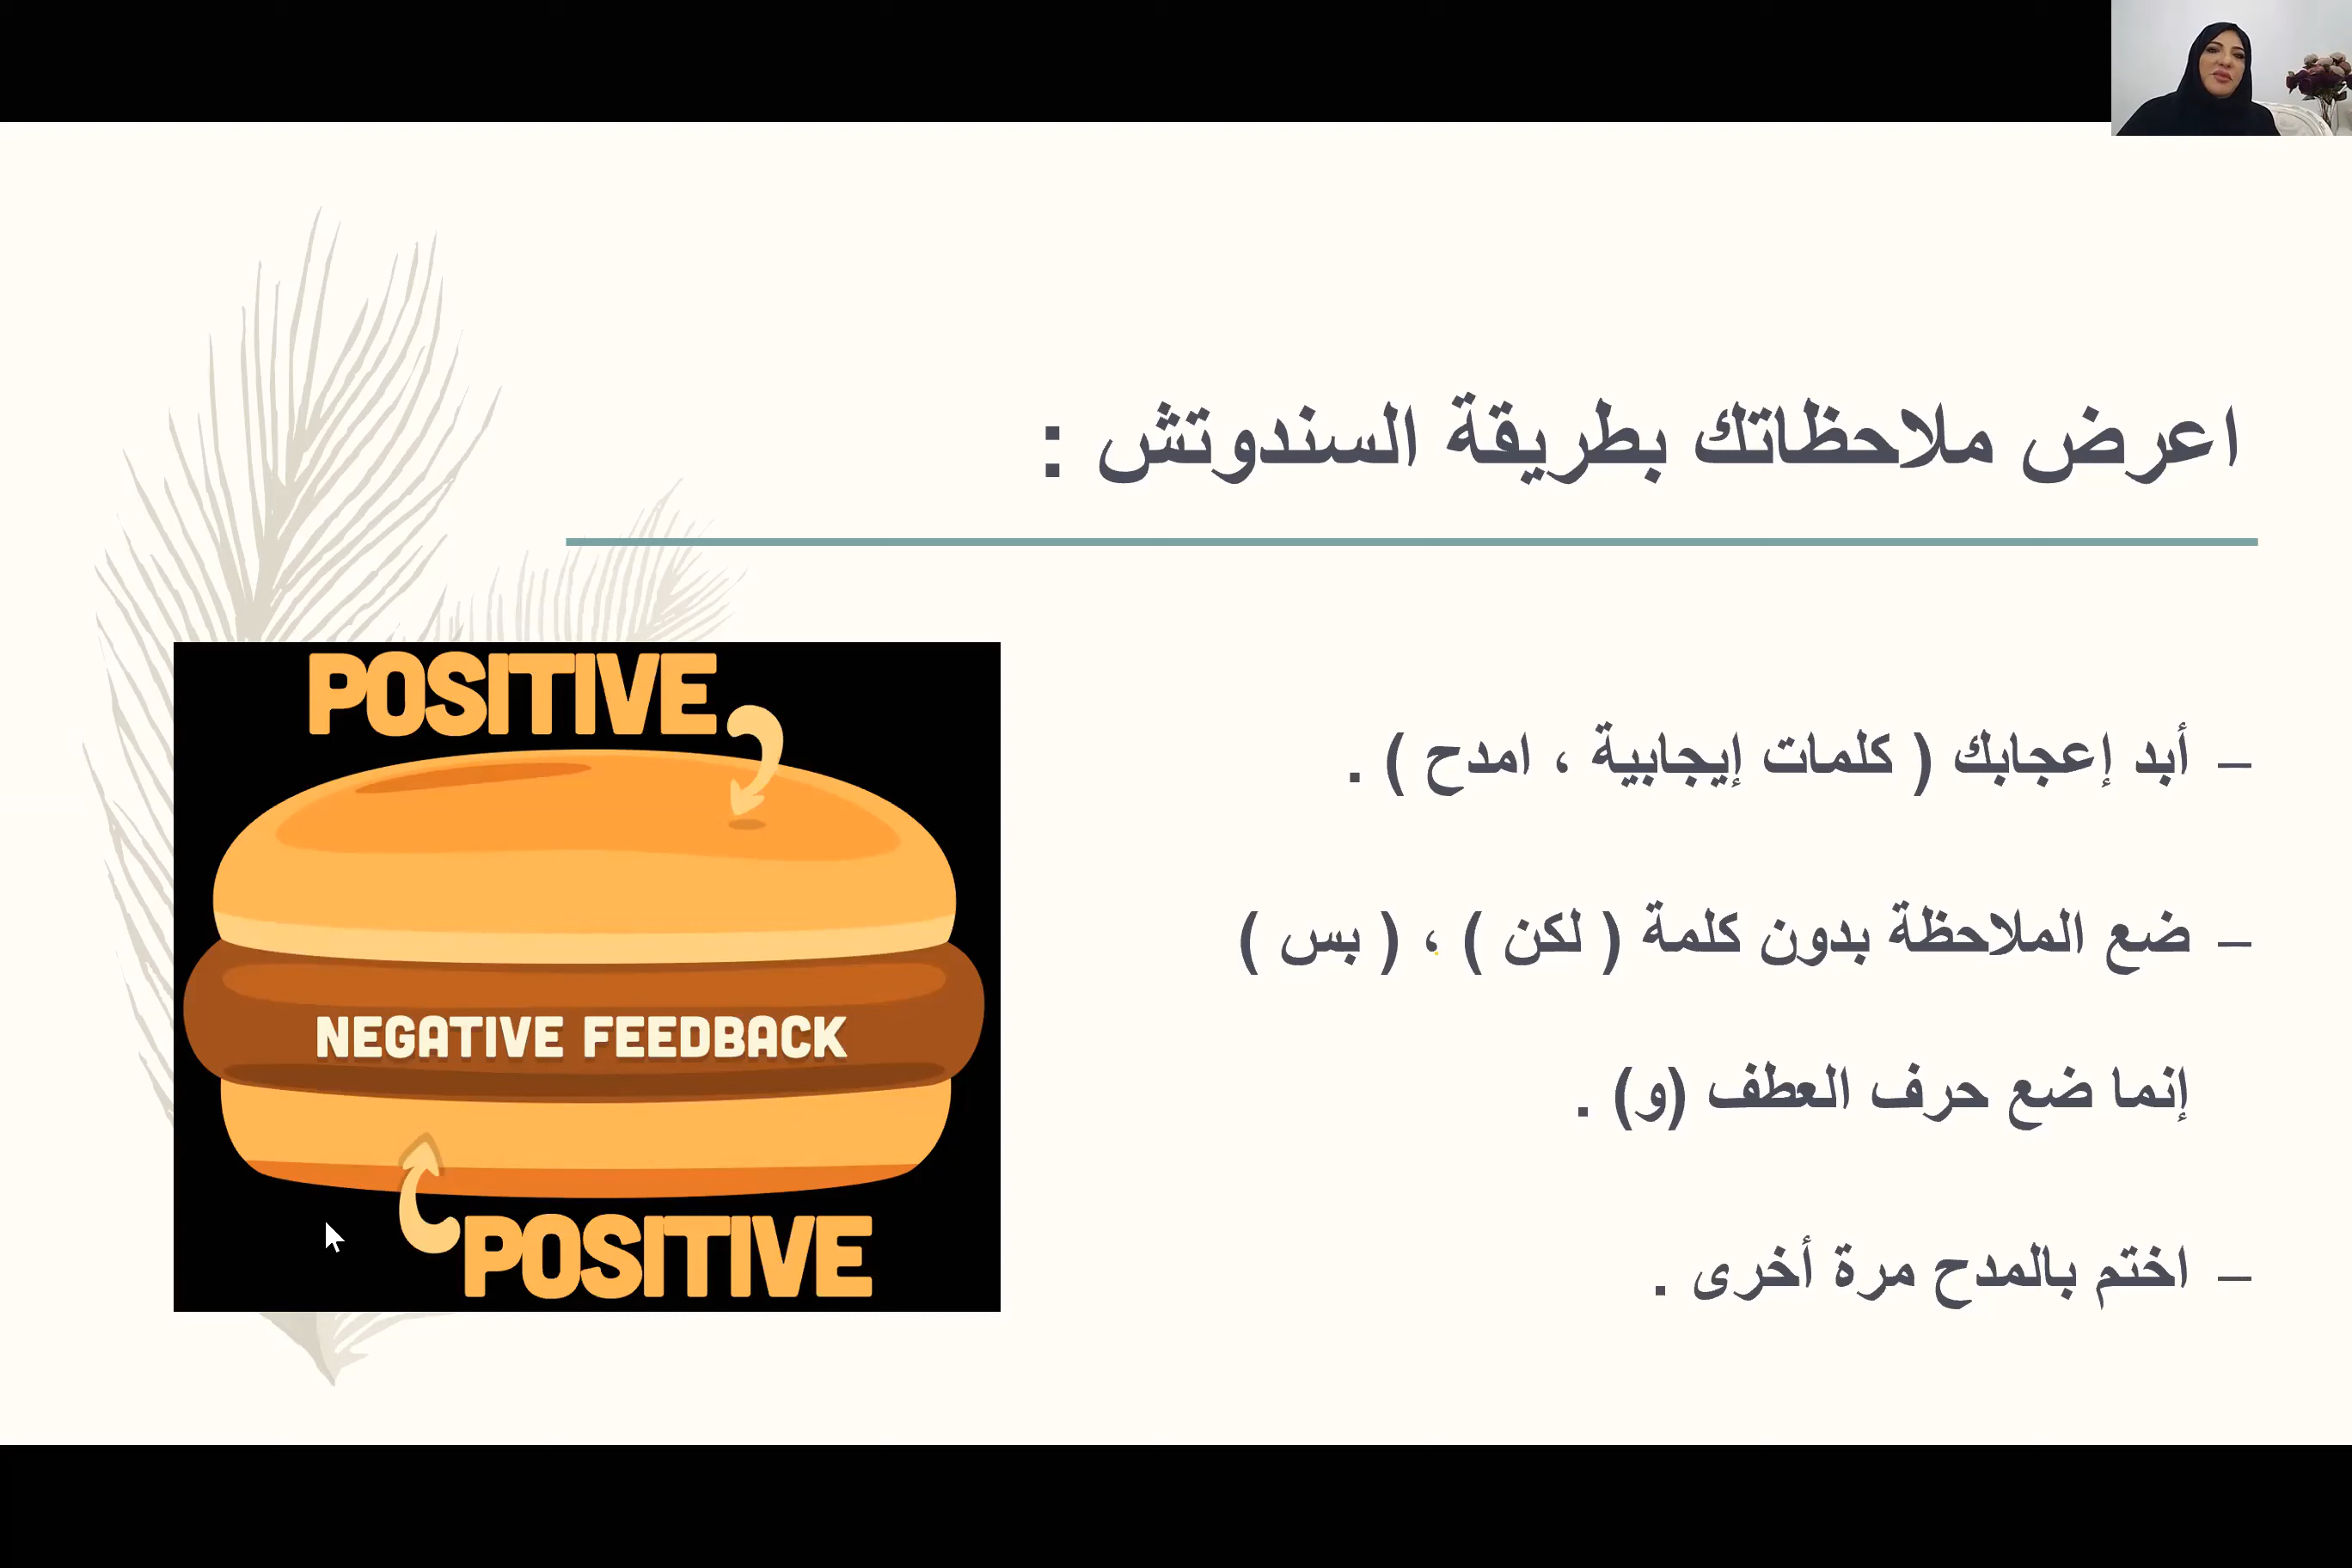 اعرض ملاحظاتك بطريقة السندوتش :
– أبد إعجابك ( كلمات إيجابية ، امدح ) .
– ضع الملاحظة بدون كلمة ( لكن ) ، ( بس )
إنما ضع حرف العطف (و) .
– اختم بالمدح مرة أخرى .
POSITIVE
NEGATIVE FEEDBACK
POSITIVE